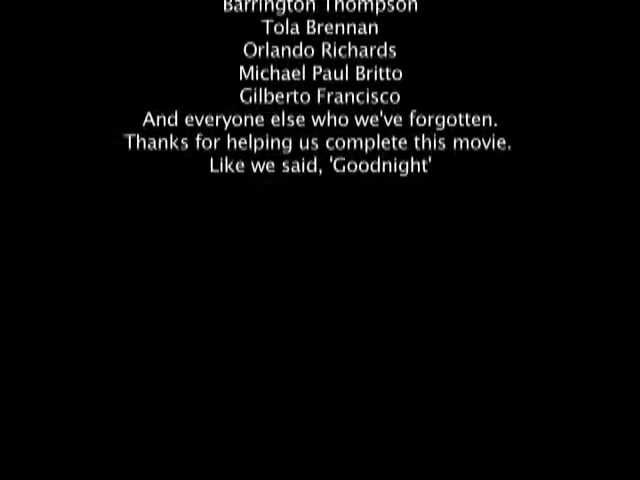 Barrington Thompson
Tola Brennan
Orlando Richards
Michael Paul Britto
Gilberto Francisco
And everyone else who we've forgotten.
Thanks for helping us complete this movie.
Like we said, 'Goodnight'